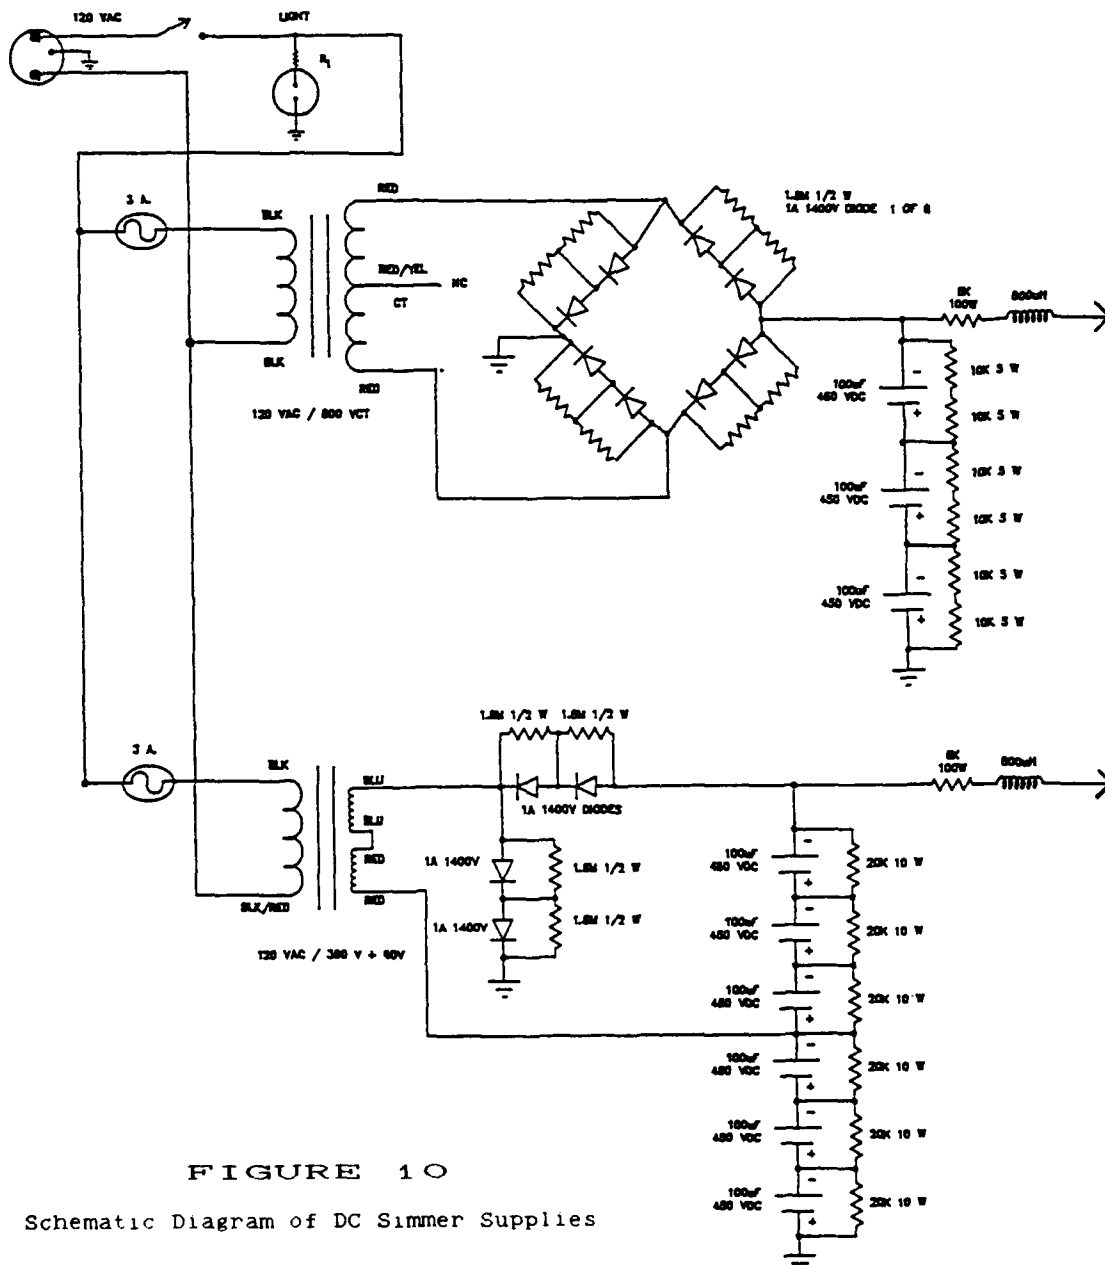 120 VAC
LIGHT
R1
3 A.
BLK
BLK
RED
RED/YEL
CT
NC
RED
120 VAC / 800 VCT
1.8M 1/2 W
1A 1400V DIODE 1 OF 8
100W
800uH
100uF
450 VDC
-
+
10K 5 W
10K 5 W
100uF
450 VDC
-
+
10K 5 W
10K 5 W
100uF
450 VDC
-
+
10K 5 W
10K 5 W
3 A.
BLK
BLK/RED
BLU
BLU
RED
RED
120 VAC /
1.8M 1/2 W
1.8M 1/2 W
1A 1400V DIODES
1A 1400V
1.8M 1/2 W
1A 1400V
1.8M 1/2 W
100W
800uH
100uF
450 VDC
-
+
20K 10 W
100uF
450 VDC
-
+
20K 10 W
100uF
450 VDC
-
+
20K 10 W
100uF
450 VDC
-
+
20K 10 W
100uF
450 VDC
-
+
20K 10 W
100uF
450 VDC
-
+
20K 10 W
FIGURE 10
Schematic Diagram of DC Simmer Supplies